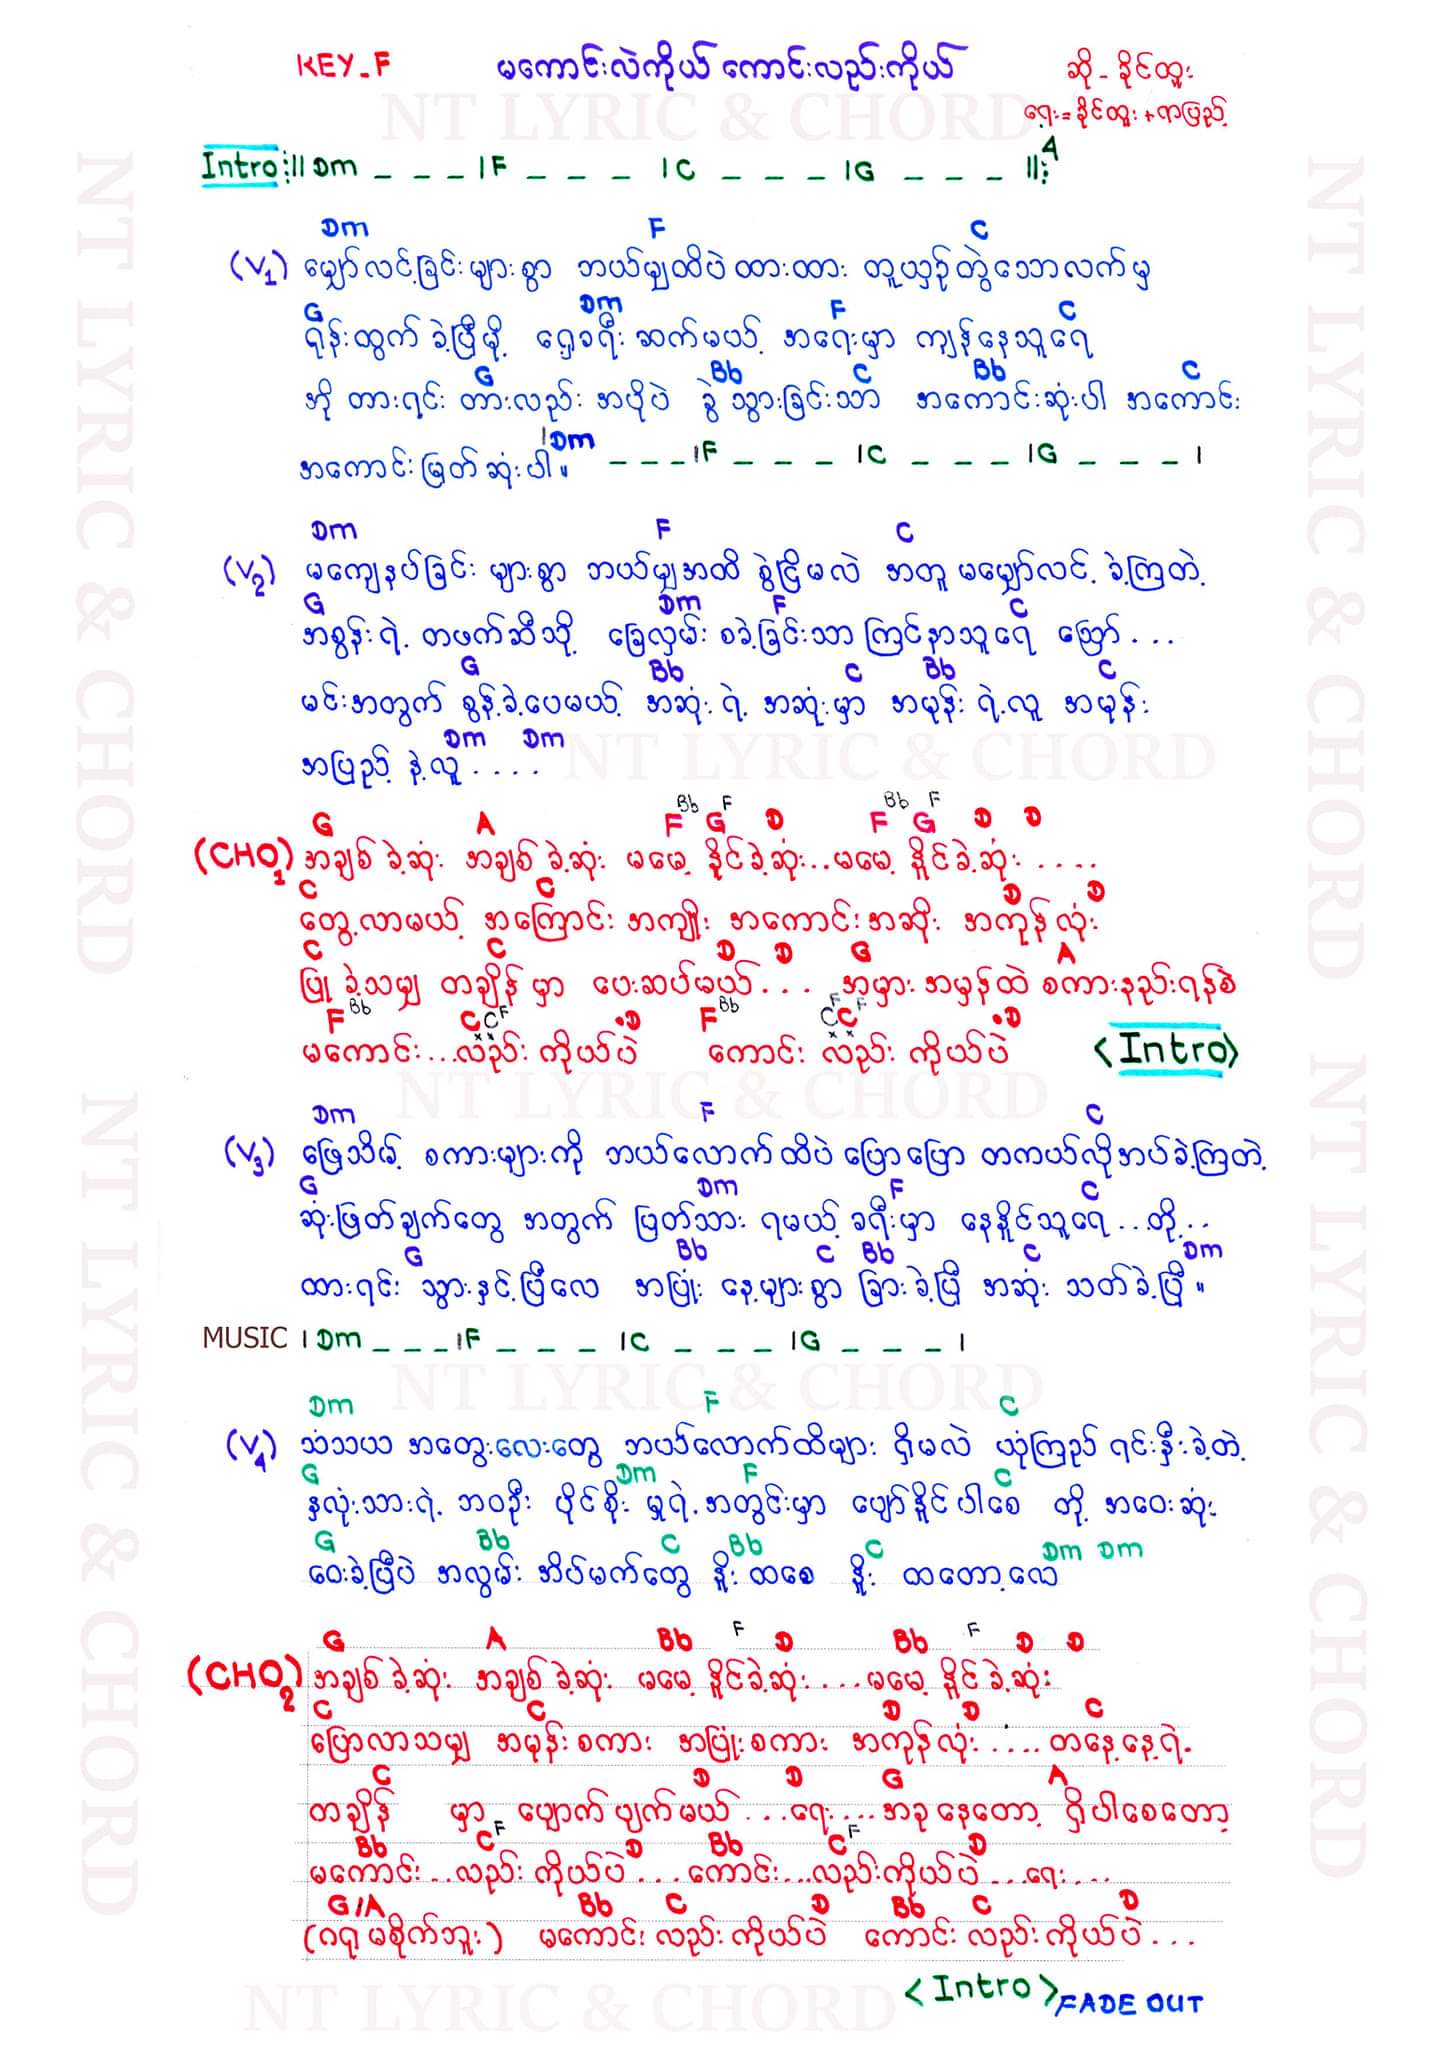 KEY_F မကောင်းလဲကိုယ် ကောင်းလည်းကိုယ် ဆို - ခိုင်ထူး
ရေး = ခိုင်ထူး + ကပြည့်
NT LYRIC & CHORD
Intro :|| Dm _ _ _ | F _ _ _ | C _ _ _ | G _ _ _ ||: 4
Dm F C
(V1) မျှော်လင့်ခြင်းများစွာ ဘယ်မျှထိပဲထားထား တူယှဉ်တွဲသောလက်မှ
G Dm F C
ရုန်းထွက်ခဲ့ပြီမို့ ရှေ့ခရီးဆက်မယ့် အရေးမှာ ကျန်နေသူရေ
G Bb C Bb C
အို တားရင်း တားလည်း အပိုပဲ ခွဲသွားခြင်းသာ အကောင်းဆုံးပါ အကောင်း
| Dm _ _ _ | F _ _ _ | C _ _ _ | G _ _ _ |
အကောင်းမြတ်ဆုံးပါ။
Dm F C
(V2) မကျေနပ်ခြင်း များစွာ ဘယ်မျှအထိ စွဲငြိမလဲ အတူ မမျှော်လင့် ခဲ့ကြတဲ့
G Dm F C
အစွန်းရဲ့ တဖက်ဆီသို့ ခြေလှမ်း စခဲ့ခြင်းသာ ကြင်နာသူရေ ဪ...
G Bb C Bb C
မင်းအတွက် စွန့်ခဲ့ပေမယ့် အဆုံးရဲ့ အဆုံးမှာ အမုန်း ရဲ့လူ အမုန်း
Dm Dm
အပြည့် နဲ့လူ....
NT LYRIC & CHORD
Bb F Bb F
G A F G D F G D D
(CHO1) အချစ်ခဲ့ဆုံး အချစ်ခဲ့ဆုံး မမေ့ နိုင်ခဲ့ဆုံး..မမေ့ နိုင်ခဲ့ဆုံး ....
C C D D
တွေ့လာမယ့် အကြောင်း အကျိုး အကောင်းအဆိုး အကုန်လုံး
C C D D G A
ပြုခဲ့သမျှ တချိန်မှာ ပေးဆပ်မယ်... အမှားအမှန်ထဲ စကားနည်းရန်စဲ
F Bb C C F D F Bb C F C F D
မကောင်း...လည်းကိုယ်ပဲ ကောင်း လည်း ကိုယ်ပဲ <Intro>
NT LYRIC & CHORD
Dm F C
(V3) ဖြေသိမ့် စကားများကို ဘယ်လောက်ထိပဲ ပြောပြော တကယ်လိုအပ်ခဲ့ကြတဲ့
G Dm F C
ဆုံးဖြတ်ချက်တွေ အတွက် ဖြတ်သား ရမယ့် ခရီးမှာ နေနိုင်သူရေ...တို့..
G Bb C Bb C Dm
ထားရင်း သွားနှင့်ပြီလေ အပြုံး နေ့များစွာ ခြားခဲ့ပြီ အဆုံး သတ်ခဲ့ပြီ။
MUSIC | Dm _ _ _ | F _ _ _ | C _ _ _ | G _ _ _ |
NT LYRIC & CHORD
Dm F C
(V4) သံသယ အတွေးလေးတွေ ဘယ်လောက်ထိများ ရှိမလဲ ယုံကြည် ရင်းနှီးခဲ့တဲ့
G Dm F C
နှလုံးသားရဲ့ ဘဝဦး ပိုင်စိုး မှုရဲ့အတွင်းမှာ ပျော်နိုင်ပါစေ တို့ အဝေးဆုံး
G Bb C Bb C Dm Dm
ဝေးခဲ့ပြီပဲ အလွမ်း အိပ်မက်တွေ နိုးထစေ နိုး ထတော့လေ
G A Bb F D Bb F D D
(CHO2) အချစ်ခဲ့ဆုံး အချစ်ခဲ့ဆုံး မမေ့ နိုင်ခဲ့ဆုံး...မမေ့ နိုင်ခဲ့ဆုံး
C C D D C
ပြောလာသမျှ အမုန်းစကား အပြုံးစကား အကုန်လုံး.... တနေ့နေ့ရဲ့
C D D G A
တချိန် မှာ ပျောက်ပျက်မယ်...ရေး....အခုနေတော့ ရှိပါစေတော့
Bb C F D Bb C F D
မကောင်း...လည်းကိုယ်ပဲ...ကောင်း...လည်းကိုယ်ပဲ...ရေး...
G/A Bb C D Bb C D
(ဂရုမစိုက်ဘူး) မကောင်း လည်းကိုယ်ပဲ ကောင်း လည်းကိုယ်ပဲ...
<Intro> FADE OUT
NT LYRIC & CHORD
NT LYRIC & CHORD
NT LYRIC & CHORD
NT LYRIC & CHORD
NT LYRIC & CHORD